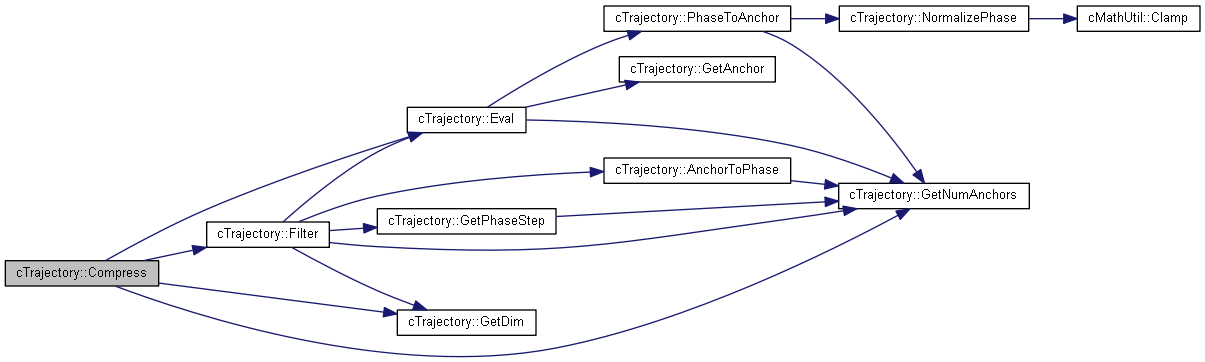 cTrajectory::PhaseToAnchor
cTrajectory::NormalizePhase
cMathUtil::Clamp
cTrajectory::GetAnchor
cTrajectory::Eval
cTrajectory::AnchorToPhase
cTrajectory::GetNumAnchors
cTrajectory::GetPhaseStep
cTrajectory::Filter
cTrajectory::Compress
cTrajectory::GetDim